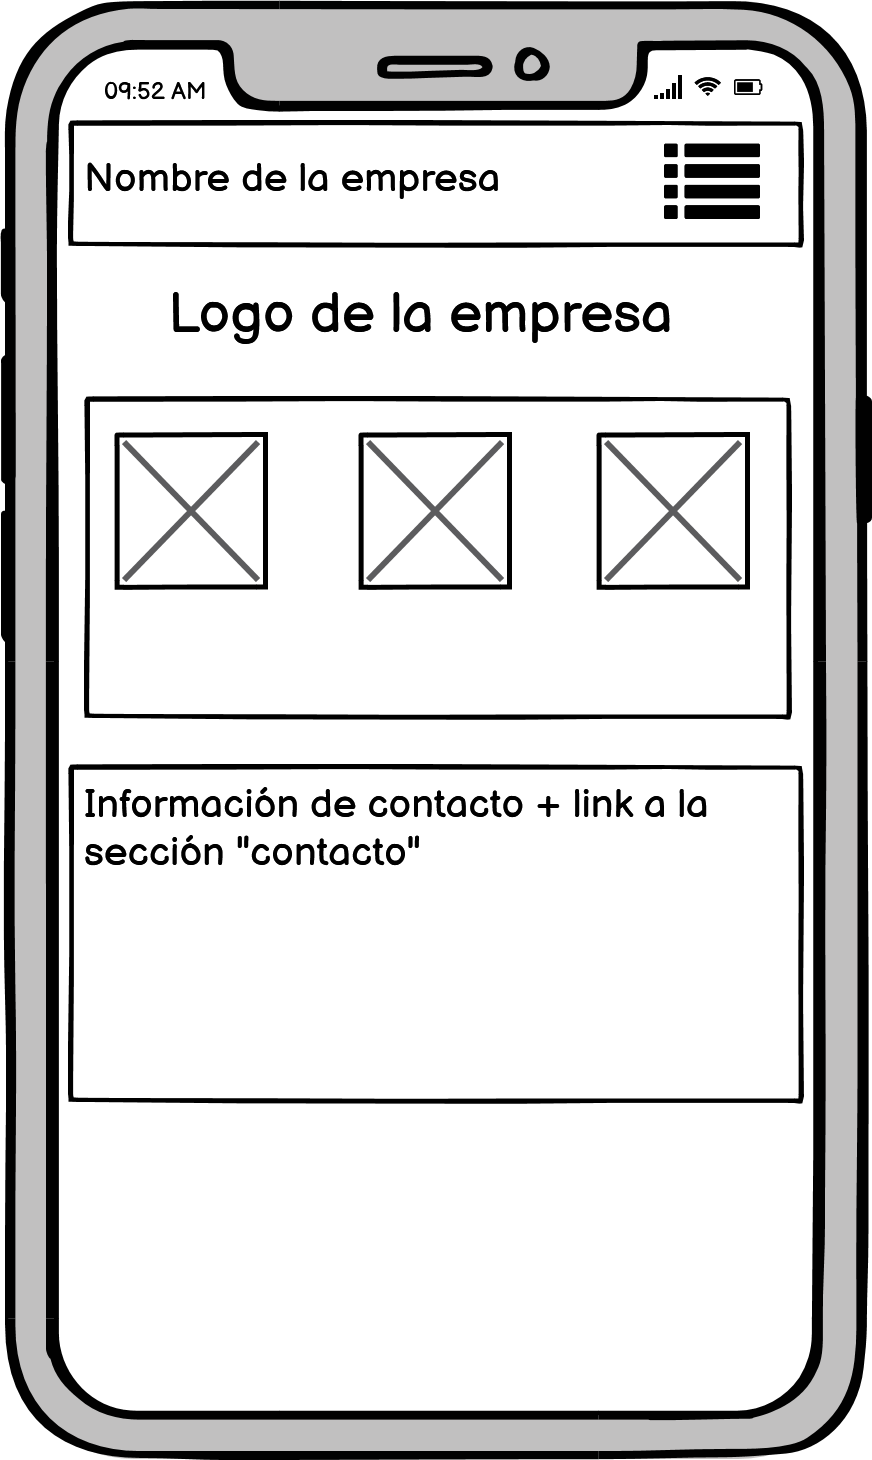 09:52 AM
Nombre de la empresa
Logo de la empresa
Información de contacto + link a la
sección "contacto"